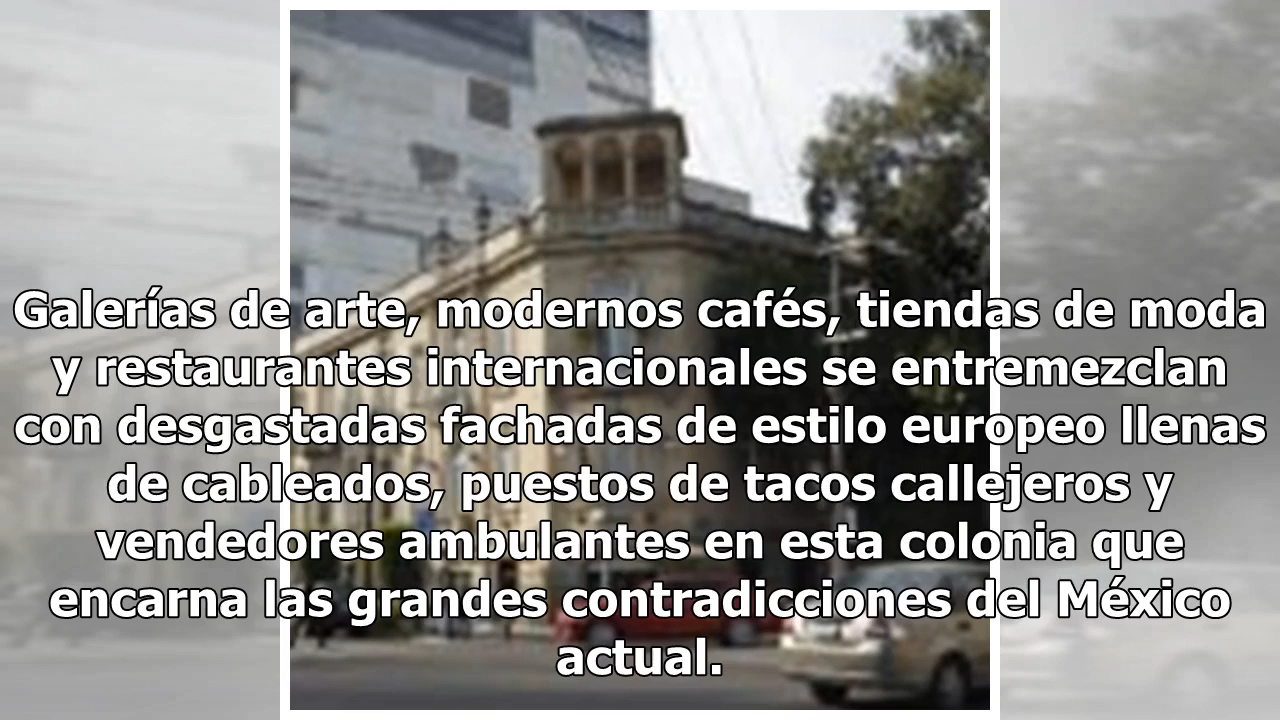 Galerías de arte, modernos cafés, tiendas de moda
y restaurantes internacionales se entremezclan
con desgastadas fachadas de estilo europeo llenas
de cableados, puestos de tacos callejeros y
vendedores ambulantes en esta colonia que
encarna las grandes contradicciones del México
actual.